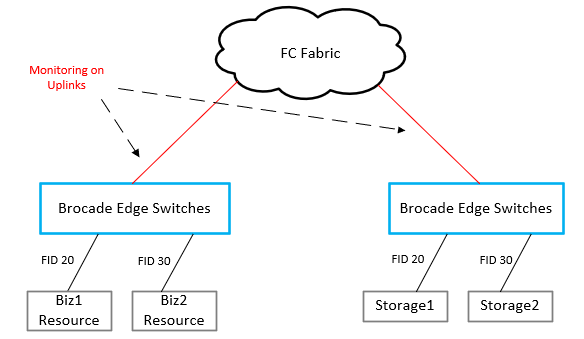 FC Fabric
Monitoring on
Uplinks
Brocade Edge Switches
Brocade Edge Switches
FID 20
FID 30
FID 20
FID 30
Biz1
Resource
Biz2
Resource
Storage1
Storage2